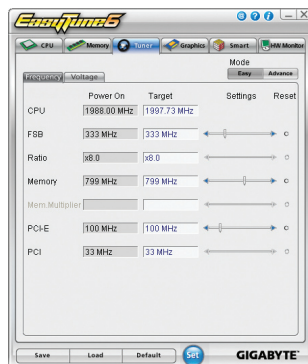 EasyTune6
CPU Memory Tuner Graphics Smart HW Monitor
Mode
Easy Advance
Frequency Voltage
Power On Target Settings Reset
CPU 1988.00 MHz 1997.73 MHz
FSB 333 MHz 333 MHz
Ratio x8.0 x8.0
Memory 799 MHz 799 MHz
Mem.Multiplier
PCI-E 100 MHz 100 MHz
PCI 33 MHz 33 MHz
Save Load Default Set GIGABYTE